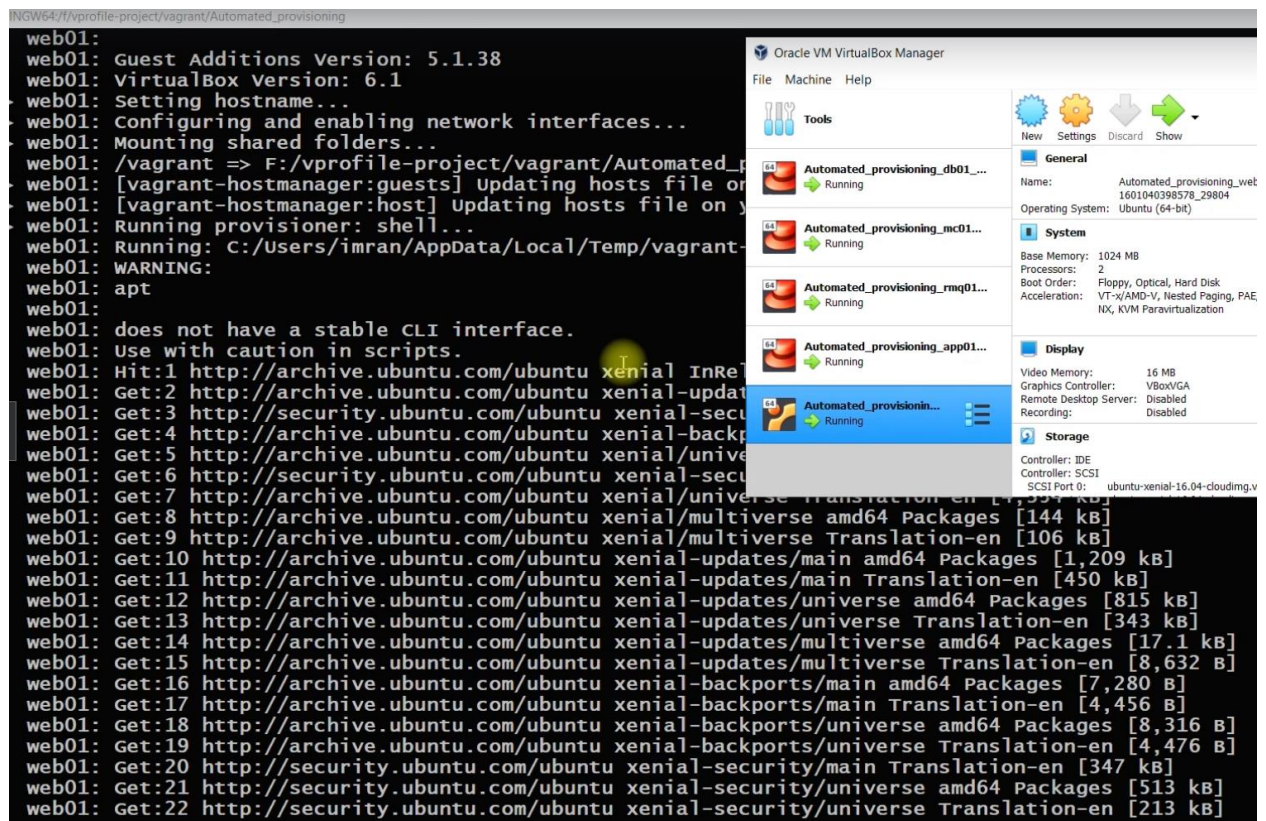 INGW64:/f/vprofile-project/vagrant/Automated_provisioning
web01:
web01: Guest Additions Version: 5.1.38
web01: VirtualBox Version: 6.1
web01: Setting hostname...
web01: Configuring and enabling network interfaces...
web01: Mounting shared folders...
web01: /vagrant => F:/vprofile-project/vagrant/Automated_p
web01: [vagrant-hostmanager:guests] Updating hosts file on
web01: [vagrant-hostmanager:host] Updating hosts file on y
web01: Running provisioner: shell...
web01: Running: C:/Users/imran/AppData/Local/Temp/vagrant-
web01: WARNING:
web01: apt
web01:
web01: does not have a stable CLI interface.
web01: Use with caution in scripts.
web01: Hit:1 http://archive.ubuntu.com/ubuntu xenial InRel
web01: Get:2 http://archive.ubuntu.com/ubuntu xenial-updat
web01: Get:3 http://security.ubuntu.com/ubuntu xenial-secu
web01: Get:4 http://archive.ubuntu.com/ubuntu xenial-backp
web01: Get:5 http://archive.ubuntu.com/ubuntu xenial/unive
web01: Get:6 http://security.ubuntu.com/ubuntu xenial-secu
web01: Get:7 http://archive.ubuntu.com/ubuntu xenial/universe Translation-en
web01: Get:8 http://archive.ubuntu.com/ubuntu xenial/multiverse amd64 Packages [144 kB]
web01: Get:9 http://archive.ubuntu.com/ubuntu xenial/multiverse Translation-en [106 kB]
web01: Get:10 http://archive.ubuntu.com/ubuntu xenial-updates/main amd64 Packages [1,209 kB]
web01: Get:11 http://archive.ubuntu.com/ubuntu xenial-updates/main Translation-en [450 kB]
web01: Get:12 http://archive.ubuntu.com/ubuntu xenial-updates/universe amd64 Packages [815 kB]
web01: Get:13 http://archive.ubuntu.com/ubuntu xenial-updates/universe Translation-en [343 kB]
web01: Get:14 http://archive.ubuntu.com/ubuntu xenial-updates/multiverse amd64 Packages [17.1 kB]
web01: Get:15 http://archive.ubuntu.com/ubuntu xenial-updates/multiverse Translation-en [8,632 B]
web01: Get:16 http://archive.ubuntu.com/ubuntu xenial-backports/main amd64 Packages [7,280 B]
web01: Get:17 http://archive.ubuntu.com/ubuntu xenial-backports/main Translation-en [4,456 B]
web01: Get:18 http://archive.ubuntu.com/ubuntu xenial-backports/universe amd64 Packages [8,316 B]
web01: Get:19 http://archive.ubuntu.com/ubuntu xenial-backports/universe Translation-en [4,476 B]
web01: Get:20 http://security.ubuntu.com/ubuntu xenial-security/main Translation-en [347 kB]
web01: Get:21 http://security.ubuntu.com/ubuntu xenial-security/universe amd64 Packages [513 kB]
web01: Get:22 http://security.ubuntu.com/ubuntu xenial-security/universe Translation-en [213 kB]
Oracle VM VirtualBox Manager
File Machine Help
Tools
64 Automated_provisioning_db01_...
Running
64 Automated_provisioning_mc01...
Running
64 Automated_provisioning_rmq01...
Running
64 Automated_provisioning_app01...
Running
64 Automated_provisionin...
Running
New Settings Discard Show
General
Name: Automated_provisioning_web
1601040398578_29804
Operating System: Ubuntu (64-bit)
System
Base Memory: 1024 MB
Processors: 2
Boot Order: Floppy, Optical, Hard Disk
Acceleration: VT-x/AMD-V, Nested Paging, PAE,
NX, KVM Paravirtualization
Display
Video Memory: 16 MB
Graphics Controller: VBoxVGA
Remote Desktop Server: Disabled
Recording: Disabled
Storage
Controller: IDE
Controller: SCSI
SCSI Port 0: ubuntu-xenial-16.04-cloudimg.v